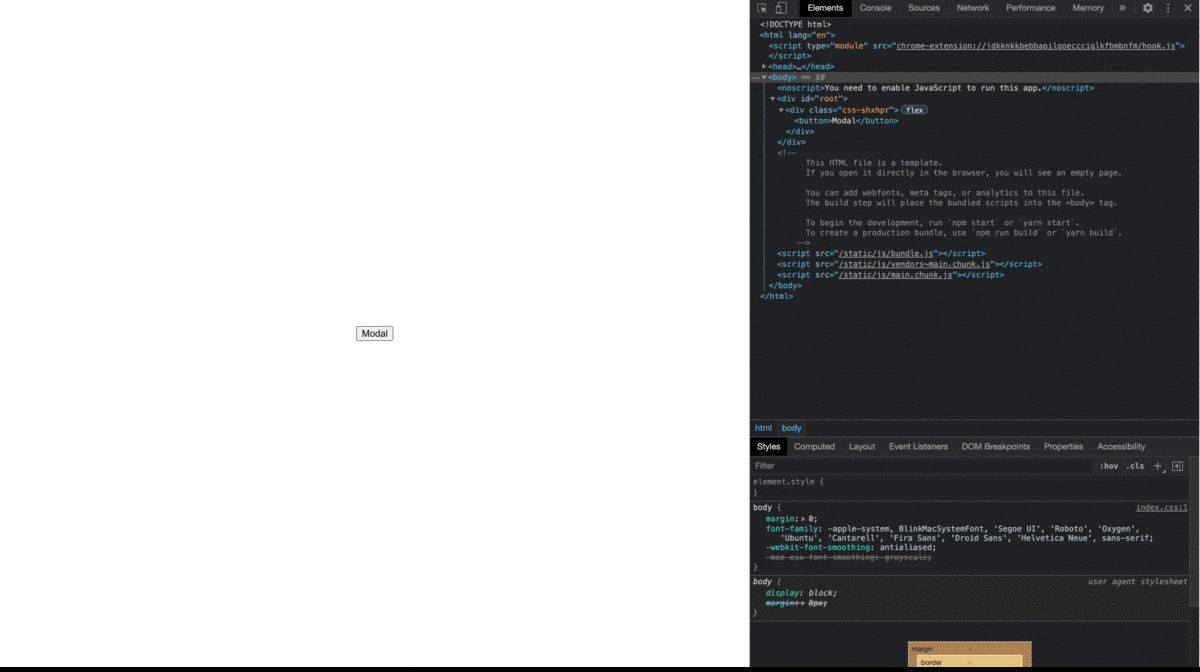 Modal
Elements Console Sources Network Performance Memory »
<!DOCTYPE html>
<html lang="en">
<script type="module" src="chrome-extension://jdkknkkbebbapilgoeccciglkfbmbnfm/hook.js">
</script>
<head>…</head>
<body> == $0
<noscript>You need to enable JavaScript to run this app.</noscript>
<div id="root">
<div class="css-shxhpr"> flex
<button>Modal</button>
</div>
</div>
<!--
This HTML file is a template.
If you open it directly in the browser, you will see an empty page.
You can add webfonts, meta tags, or analytics to this file.
The build step will place the bundled scripts into the <body> tag.
To begin the development, run `npm start` or `yarn start`.
To create a production bundle, use `npm run build` or `yarn build`.
-->
<script src="/static/js/bundle.js"></script>
<script src="/static/js/vendors~main.chunk.js"></script>
<script src="/static/js/main.chunk.js"></script>
</body>
</html>
html body
Styles Computed Layout Event Listeners DOM Breakpoints Properties Accessibility
Filter :hov .cls +
element.style {
}
body { index.css:1
margin: 0;
font-family: -apple-system, BlinkMacSystemFont, 'Segoe UI', 'Roboto', 'Oxygen',
'Ubuntu', 'Cantarell', 'Fira Sans', 'Droid Sans', 'Helvetica Neue', sans-serif;
-webkit-font-smoothing: antialiased;
-moz-osx-font-smoothing: grayscale;
}
body { user agent stylesheet
display: block;
margin: 8px;
}
margin -
border -